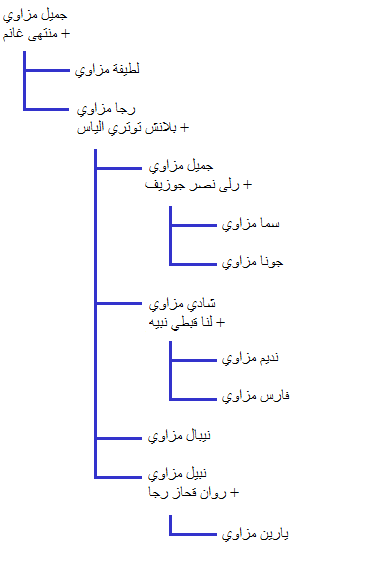 جميل مزاوي
+ منتهى غانم
لطيفة مزاوي
رجا مزاوي
+ بلانش توتري الياس
جميل مزاوي
+ رلى نصر جوزيف
سما مزاوي
جونا مزاوي
شادي مزاوي
+ لنا قبطي نبيه
نديم مزاوي
فارس مزاوي
نيبال مزاوي
نبيل مزاوي
+ روان قحاز رجا
يارين مزاوي